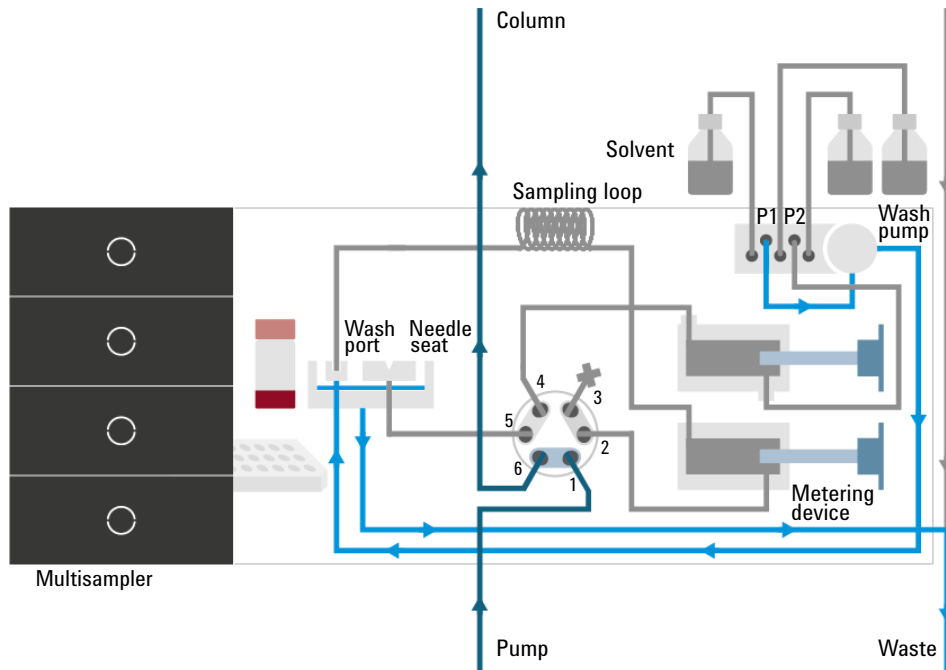 Column
Solvent
Sampling loop
P1 P2
Wash
pump
Wash
port
Needle
seat
4
3
5
2
6
1
Metering
device
Multisampler
Pump
Waste